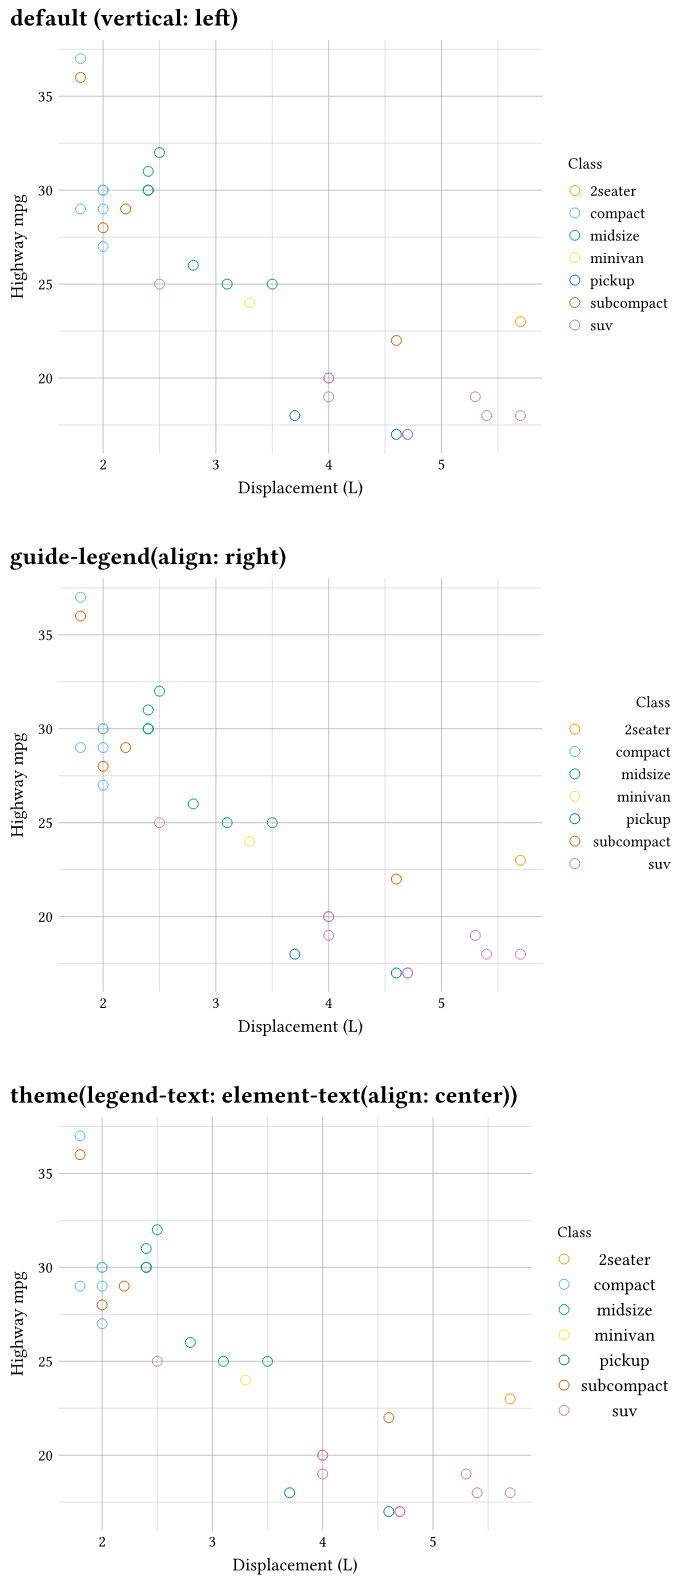 default (vertical: left)
35
30
25
20
Highway mpg
2 3 4 5
Displacement (L)
Class
2seater
compact
midsize
minivan
pickup
subcompact
suv
guide-legend(align: right)
35
30
25
20
Highway mpg
2 3 4 5
Displacement (L)
Class
2seater
compact
midsize
minivan
pickup
subcompact
suv
theme(legend-text: element-text(align: center))
35
30
25
20
Highway mpg
2 3 4 5
Displacement (L)
Class
2seater
compact
midsize
minivan
pickup
subcompact
suv